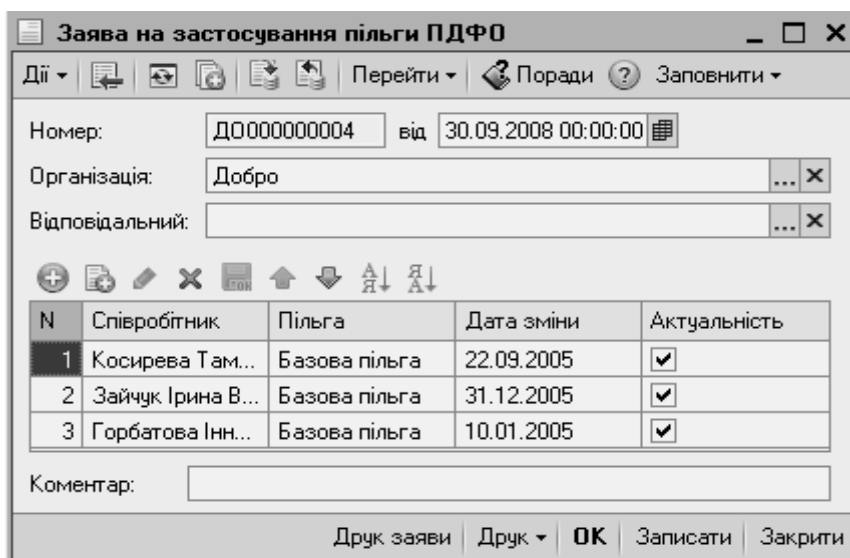 Заява на застосування пільги ПДФО
Дії Перейти Поради ? Заповнити
Номер: ДО000000004 від 30.09.2008 00:00:00
Організація: Добро ... ×
Відповідальний: ... ×
N Співробітник Пільга Дата зміни Актуальність
1 Косирева Там... Базова пільга 22.09.2005
2 Зайчук Ірина В... Базова пільга 31.12.2005
3 Горбатова Інн... Базова пільга 10.01.2005
Коментар:
Друк заяви Друк OK Записати Закрити